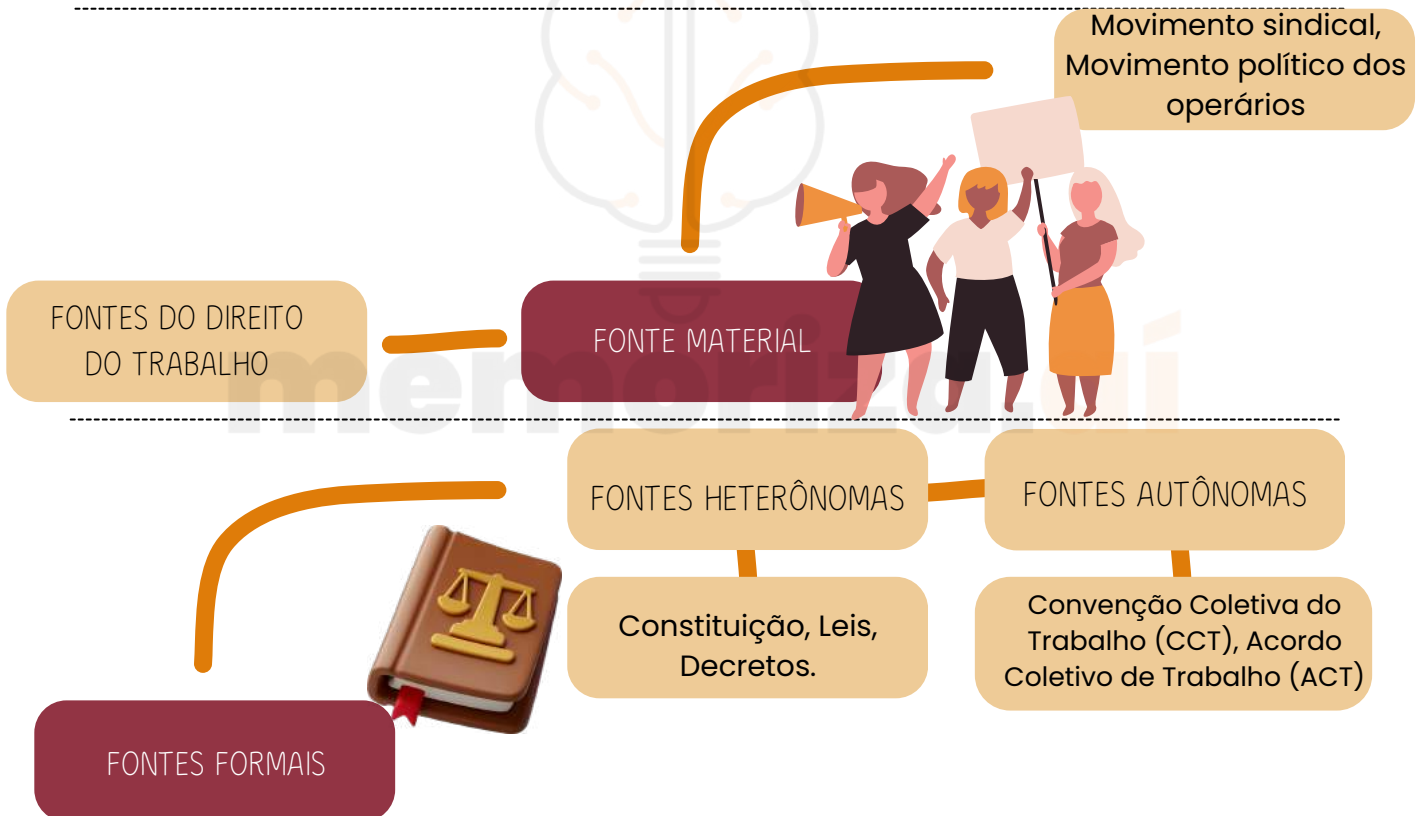 Movimento sindical,
Movimento político dos
operários
FONTES DO DIREITO
DO TRABALHO
FONTE MATERIAL
memoriza.aí
FONTES HETERÔNOMAS
FONTES AUTÔNOMAS
Constituição, Leis,
Decretos.
Convenção Coletiva do
Trabalho (CCT), Acordo
Coletivo de Trabalho (ACT)
FONTES FORMAIS